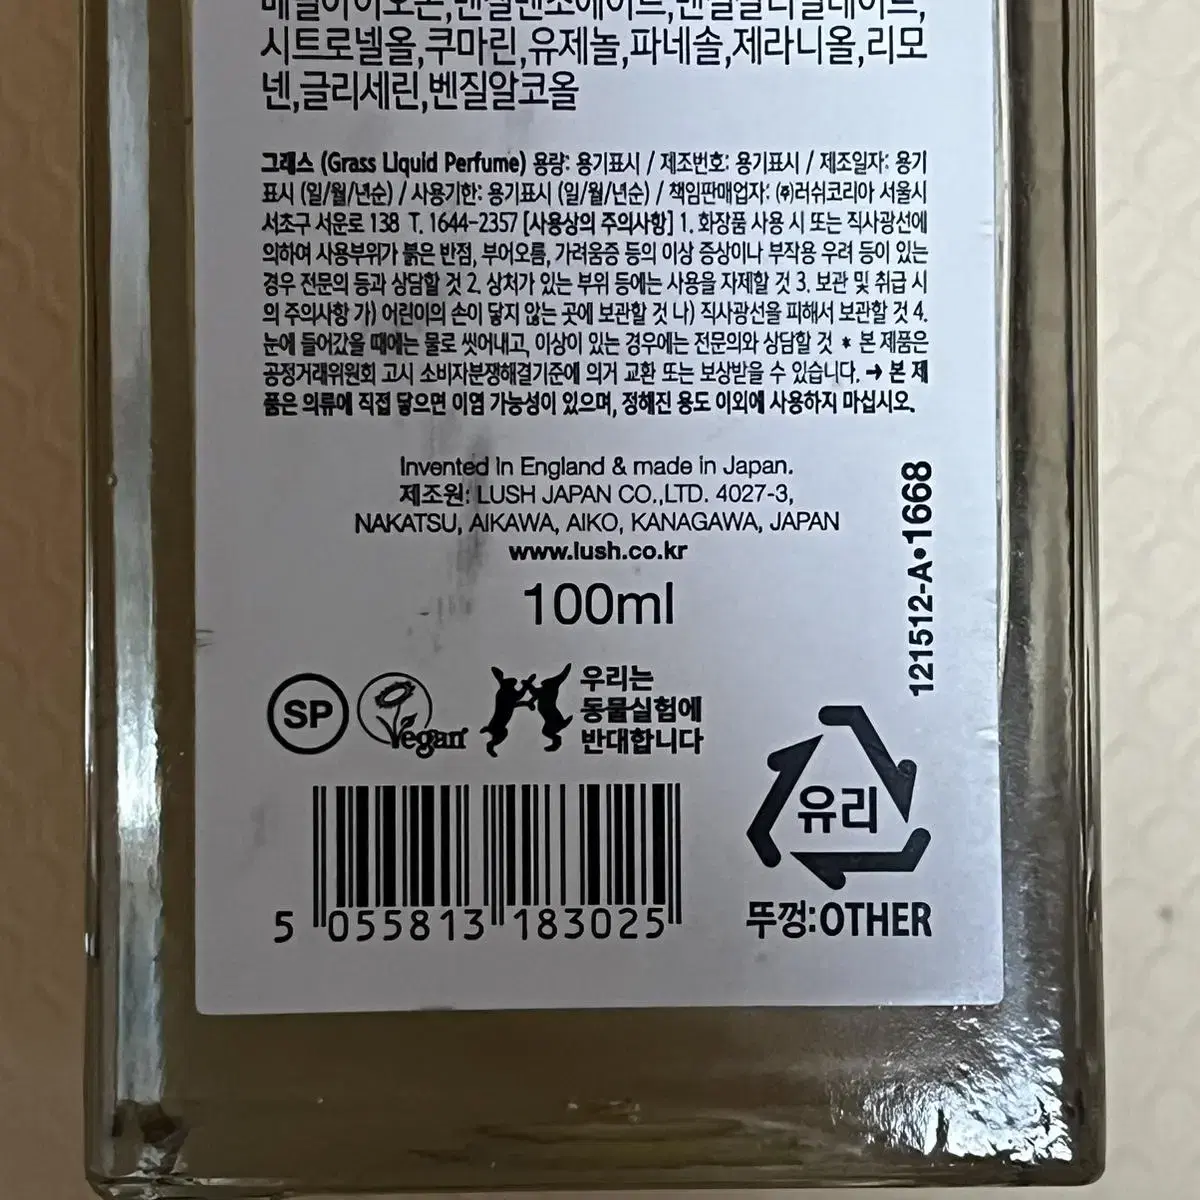 시트로넬올,쿠마린,유제놀,파네솔,제라니올,리모
넨,글리세린,벤질알코올
그래스 (Grass Liquid Perfume) 용량: 용기표시 / 제조번호: 용기표시 / 제조일자: 용기
표시 (일/월/년순) / 사용기한: 용기표시 (일/월/년순) / 책임판매업자: ㈜러쉬코리아 서울시
서초구 서운로 138 T. 1644-2357 [사용상의 주의사항] 1. 화장품 사용 시 또는 직사광선에
의하여 사용부위가 붉은 반점, 부어오름, 가려움증 등의 이상 증상이나 부작용 우려 등이 있는
경우 전문의 등과 상담할 것 2. 상처가 있는 부위 등에는 사용을 자제할 것 3. 보관 및 취급 시
의 주의사항 가) 어린이의 손이 닿지 않는 곳에 보관할 것 나) 직사광선을 피해서 보관할 것 4.
눈에 들어갔을 때에는 물로 씻어내고, 이상이 있는 경우에는 전문의와 상담할 것 * 본 제품은
공정거래위원회 고시 소비자분쟁해결기준에 의거 교환 또는 보상받을 수 있습니다. ➔ 본 제
품은 의류에 직접 닿으면 이염 가능성이 있으며, 정해진 용도 이외에 사용하지 마십시오.
Invented in England & made in Japan.
제조원: LUSH JAPAN CO.,LTD. 4027-3,
NAKATSU, AIKAWA, AIKO, KANAGAWA, JAPAN
www.lush.co.kr
100ml
121512-A•1668
SP
Vegan
우리는
동물실험에
반대합니다
유리
뚜껑:OTHER
5 055813 183025